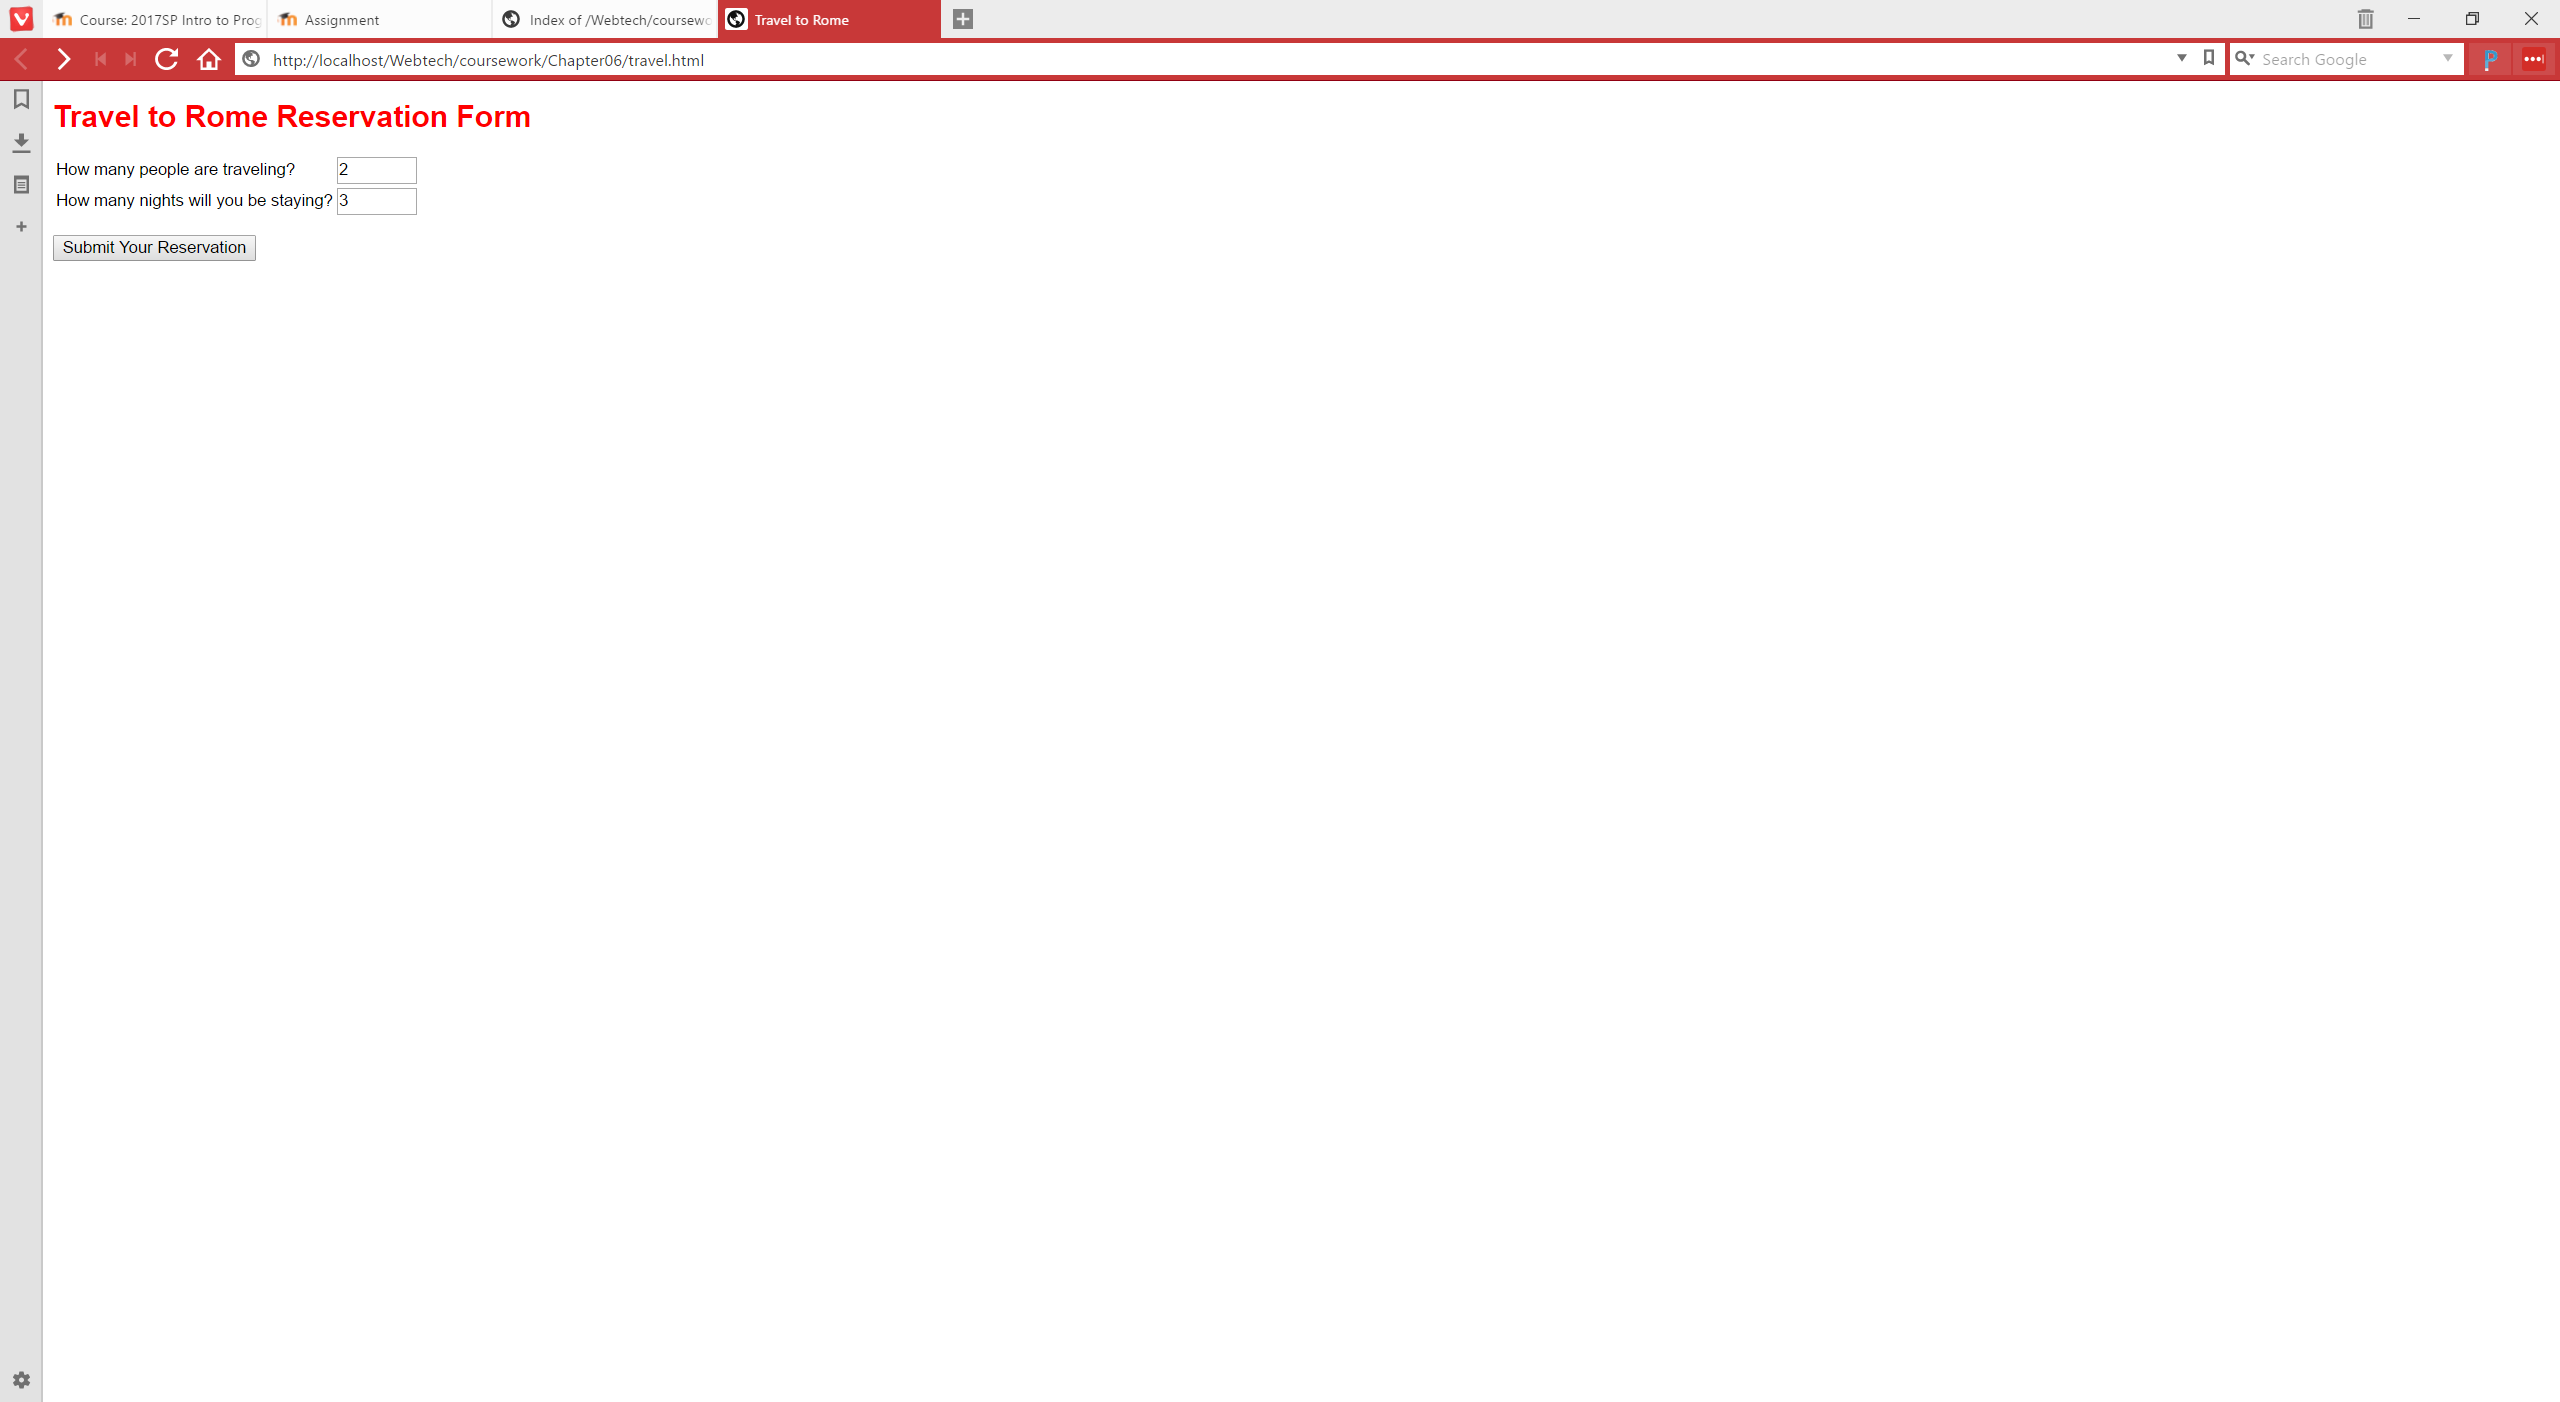 Course: 2017SP Intro to Prog
Assignment
Index of /Webtech/coursewo
Travel to Rome
http://localhost/Webtech/coursework/Chapter06/travel.html
Search Google
Travel to Rome Reservation Form
How many people are traveling? 2
How many nights will you be staying? 3
Submit Your Reservation